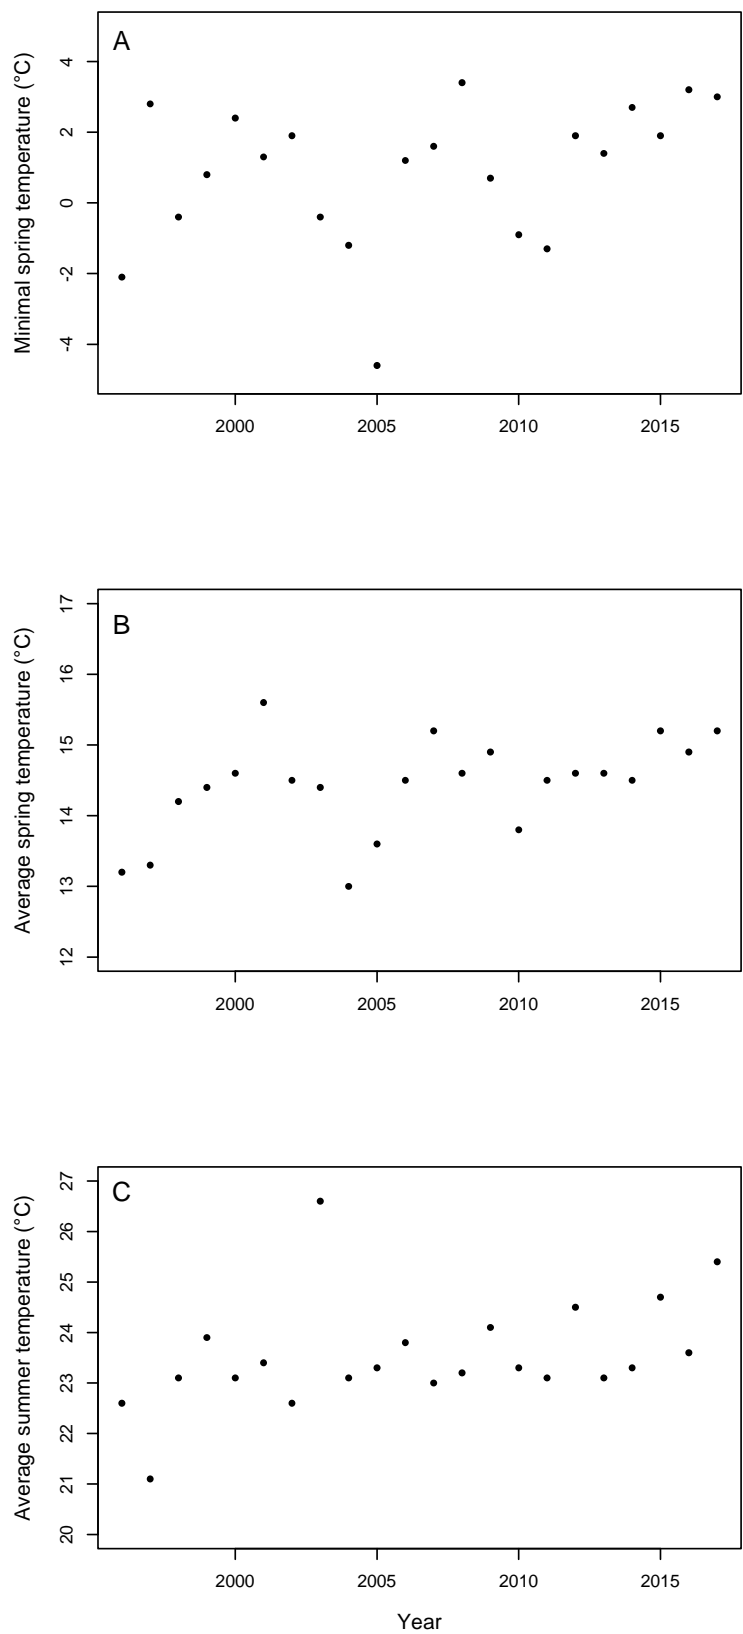 A
Minimal spring temperature (°C)
4
2
0
-2
-4
2000 2005 2010 2015
B
Average spring temperature (°C)
17
16
15
14
13
12
2000 2005 2010 2015
C
Average summer temperature (°C)
27
26
25
24
23
22
21
20
2000 2005 2010 2015
Year